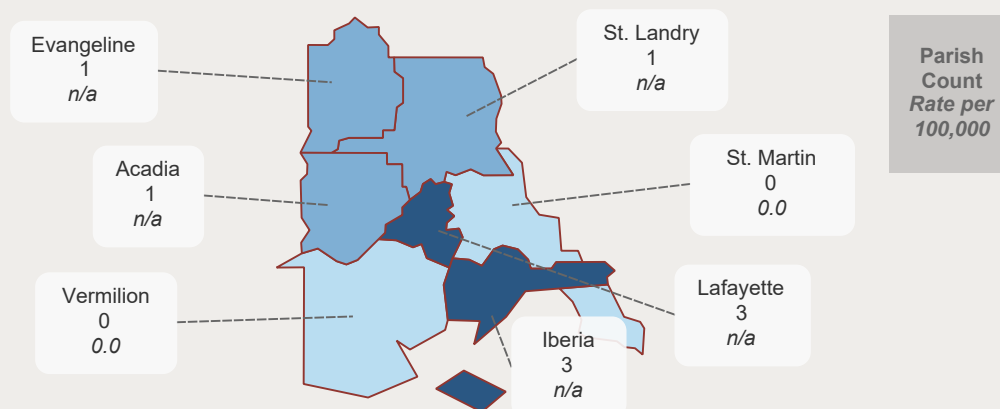 Evangeline
1
n/a
St. Landry
1
n/a
Parish
Count
Rate per
100,000
Acadia
1
n/a
St. Martin
0
0.0
Vermilion
0
0.0
Lafayette
3
n/a
Iberia
3
n/a